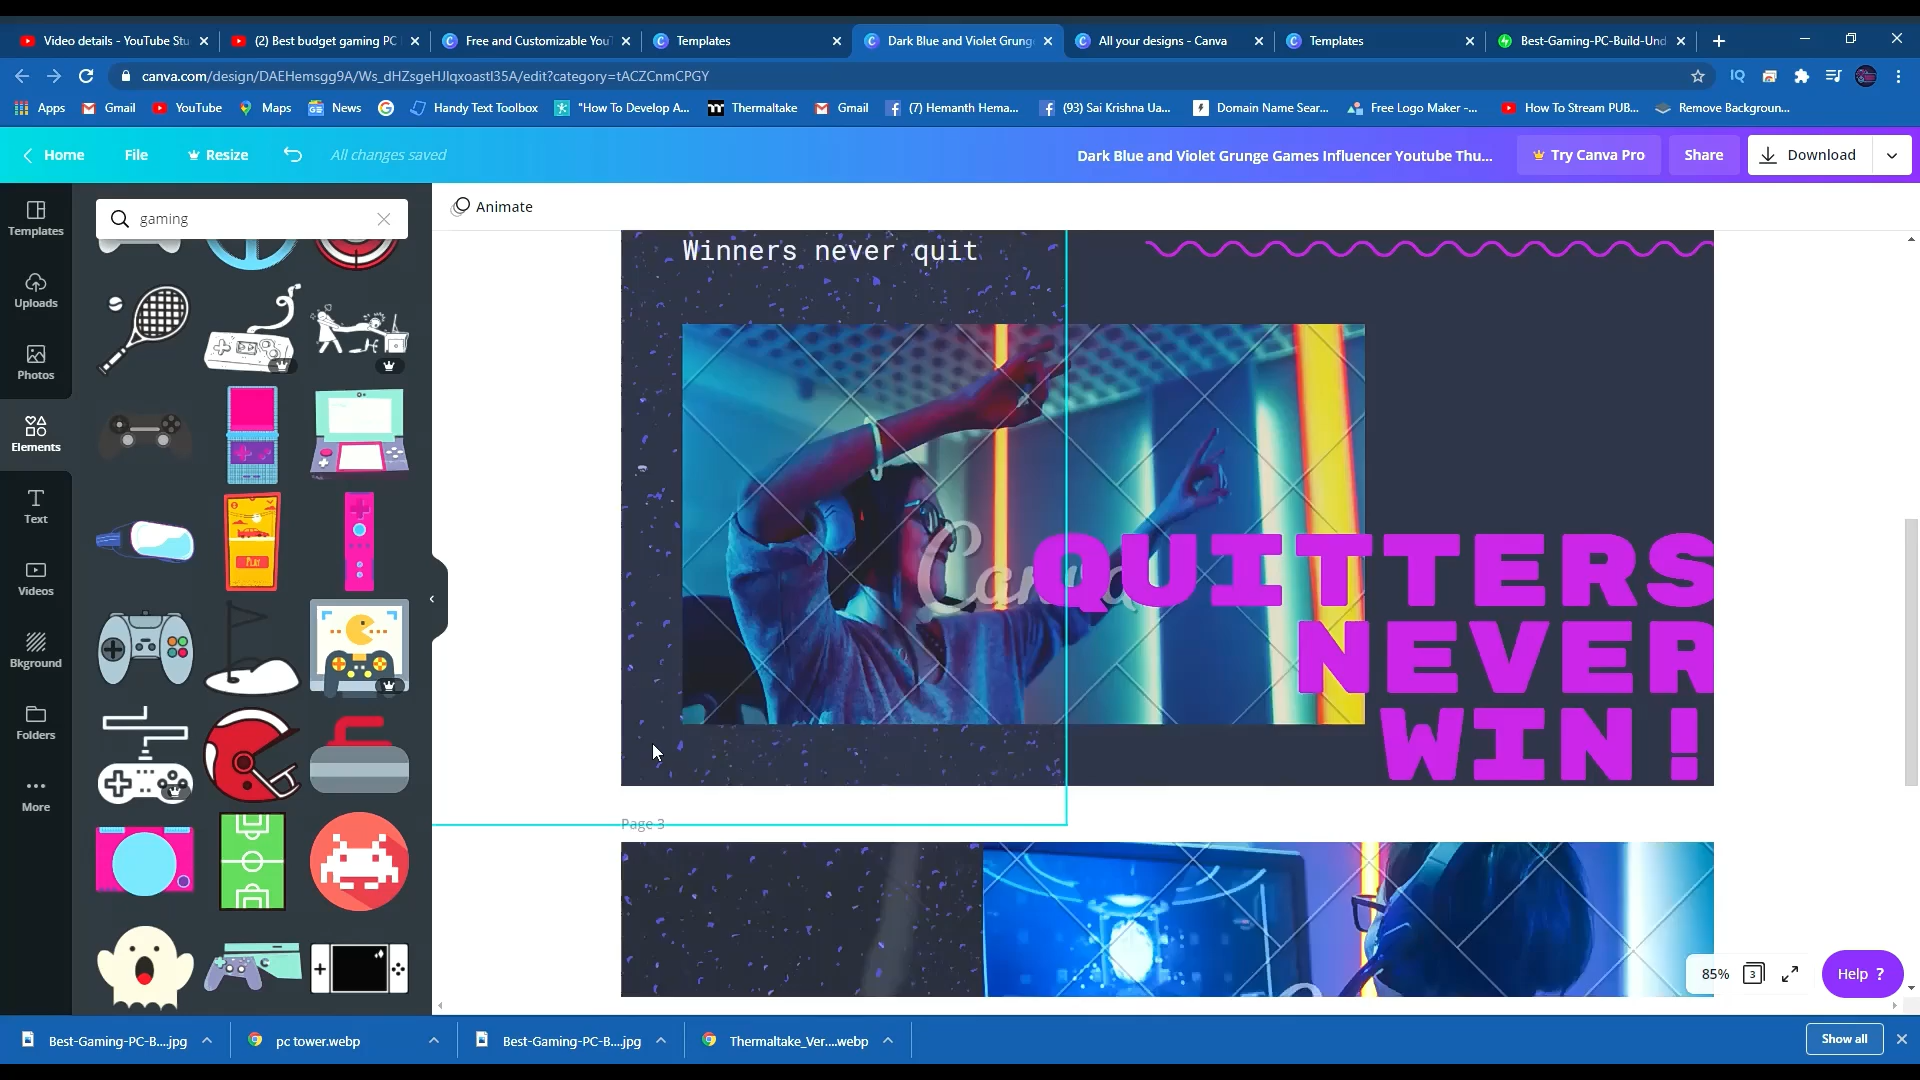 Video details - YouTube Stu
(2) Best budget gaming PC
Free and Customizable You
Templates
Dark Blue and Violet Grung
All your designs - Canva
Templates
Best-Gaming-PC-Build-Und
canva.com/design/DAEHemsgg9A/Ws_dHZsgeHJlqxoastl35A/edit?category=tACZCnmCPGY
IQ
Apps
Gmail
YouTube
Maps
News
Handy Text Toolbox
"How To Develop A...
Thermaltake
Gmail
(7) Hemanth Hema...
(93) Sai Krishna Ua...
Domain Name Sear...
Free Logo Maker -...
How To Stream PUB...
Remove Backgroun...
Home
File
Resize
All changes saved
Dark Blue and Violet Grunge Games Influencer Youtube Thu...
Try Canva Pro
Share
Download
Templates
Uploads
Photos
Elements
Text
Videos
Bkground
Folders
More
gaming
PLAY
Animate
Winners never quit
Canva
QUITTERS
NEVER
WIN!
Page 3
85%
3
Help ?
Best-Gaming-PC-B....jpg
pc tower.webp
Best-Gaming-PC-B....jpg
Thermaltake_Ver....webp
Show all